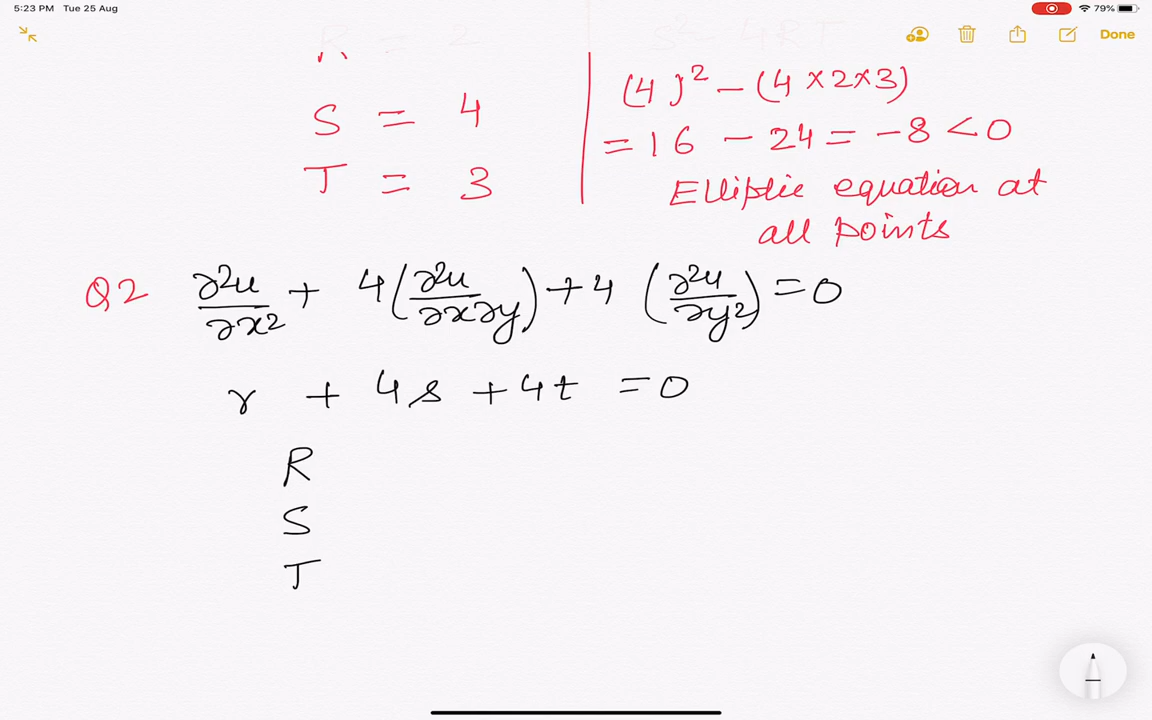 5:23 PM Tue 25 Aug 79%
Done
S = 4
T = 3
(4)² - (4×2×3)
= 16 - 24 = -8 < 0
Elliptic equation at
all points
Q2 ∂²u/∂x² + 4(∂²u/∂x∂y) + 4(∂²u/∂y²) = 0
r + 4s + 4t = 0
R
S
T